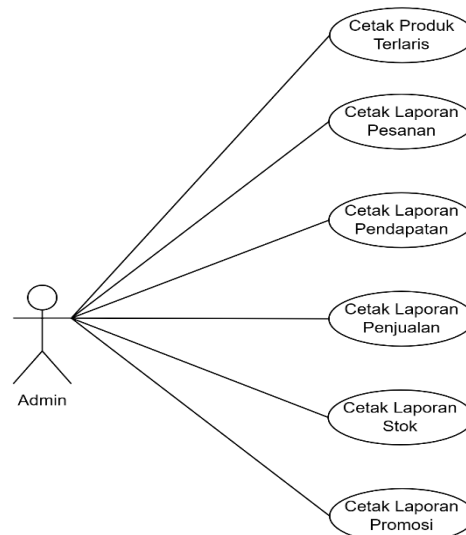 Cetak Produk
Terlaris
Cetak Laporan
Pesanan
Cetak Laporan
Pendapatan
Cetak Laporan
Penjualan
Admin
Cetak Laporan
Stok
Cetak Laporan
Promosi